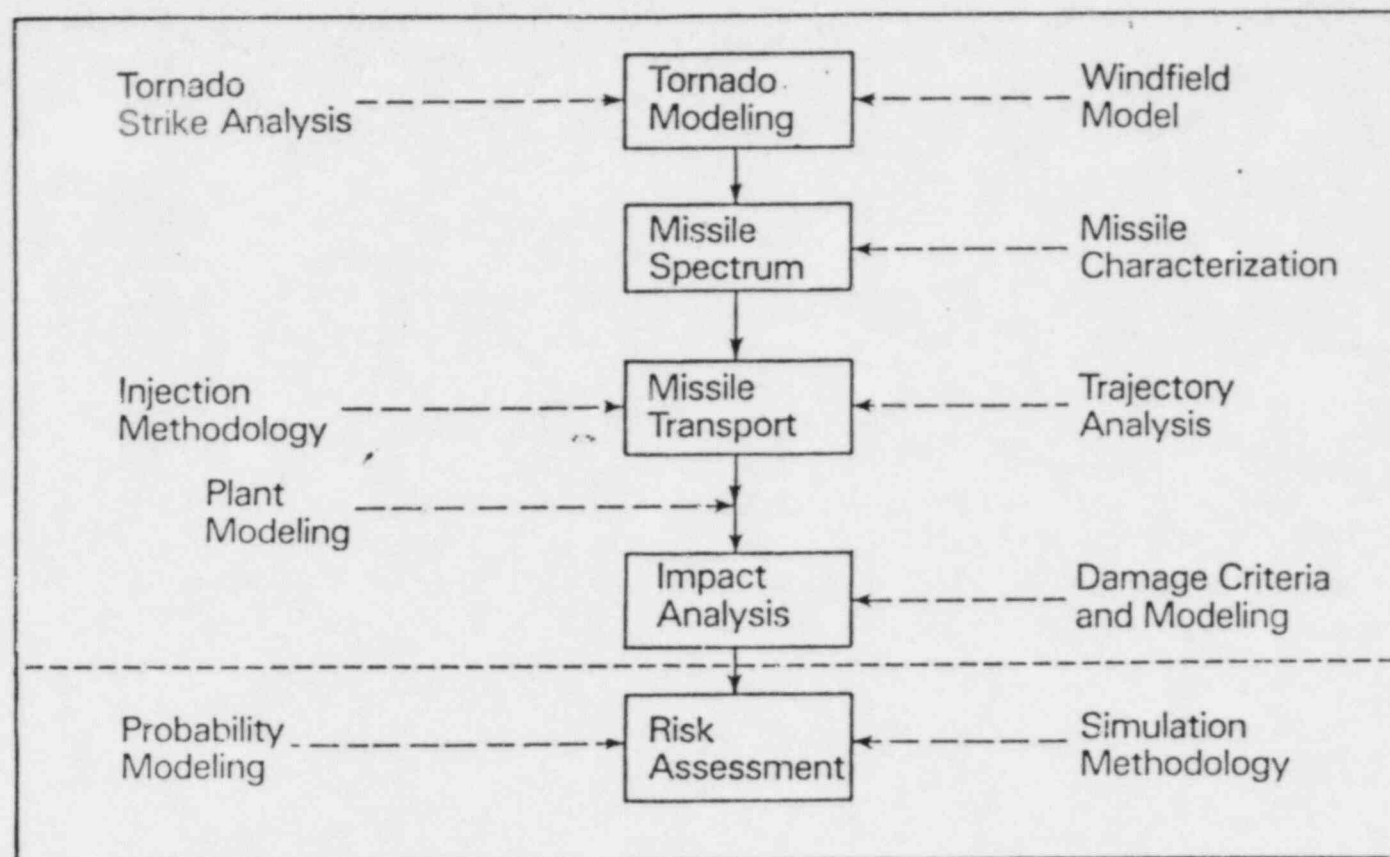 Tornado
Strike Analysis
Tornado
Modeling
Windfield
Model
Missile
Spectrum
Missile
Characterization
Injection
Methodology
Missile
Transport
Trajectory
Analysis
Plant
Modeling
Impact
Analysis
Damage Criteria
and Modeling
Probability
Modeling
Risk
Assessment
Simulation
Methodology